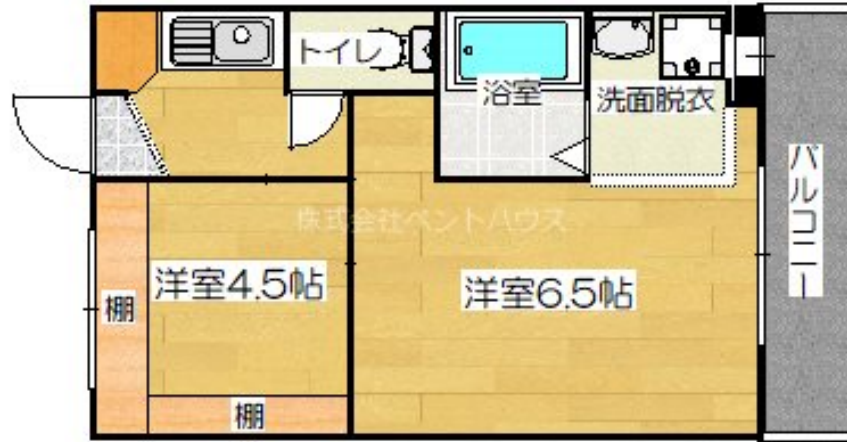 トイレ
浴室
洗面脱衣
バルコニー
株式会社ペントハウス
洋室4.5帖
洋室6.5帖
棚
棚